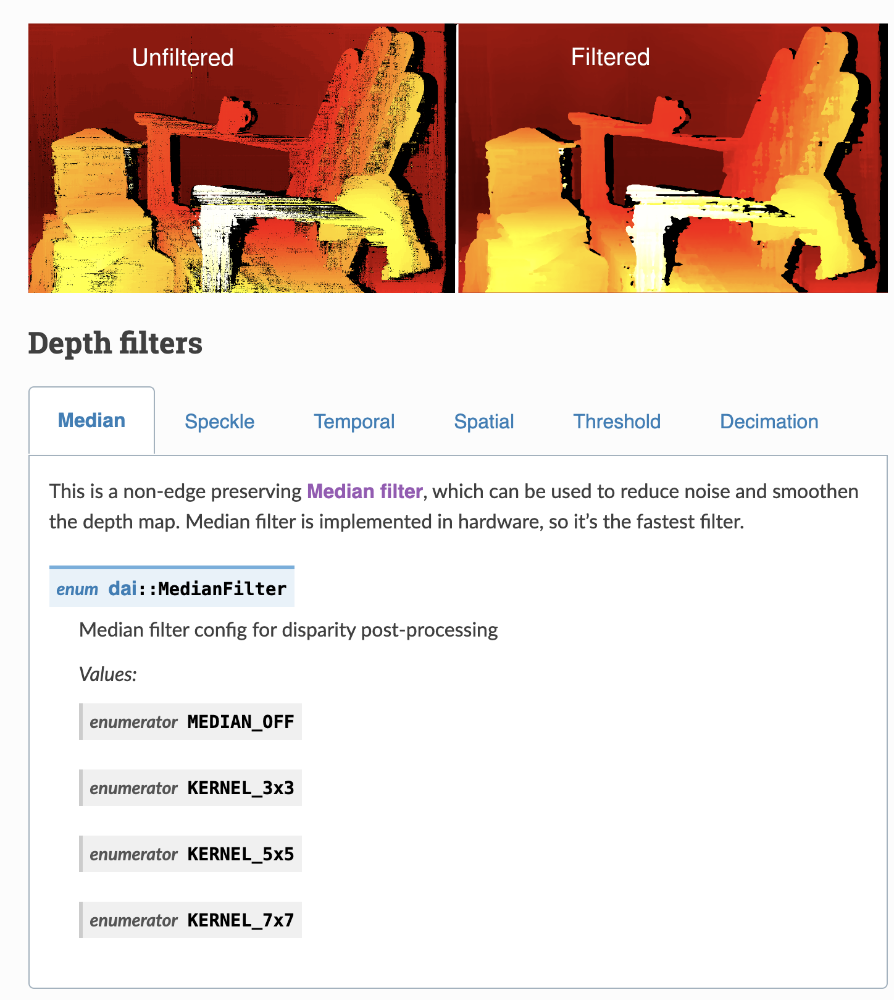 Unfiltered
Filtered
Depth filters
Median
Speckle
Temporal
Spatial
Threshold
Decimation
This is a non-edge preserving Median filter, which can be used to reduce noise and smoothen
the depth map. Median filter is implemented in hardware, so it’s the fastest filter.
enum dai::MedianFilter
Median filter config for disparity post-processing
Values:
enumerator MEDIAN_OFF
enumerator KERNEL_3x3
enumerator KERNEL_5x5
enumerator KERNEL_7x7